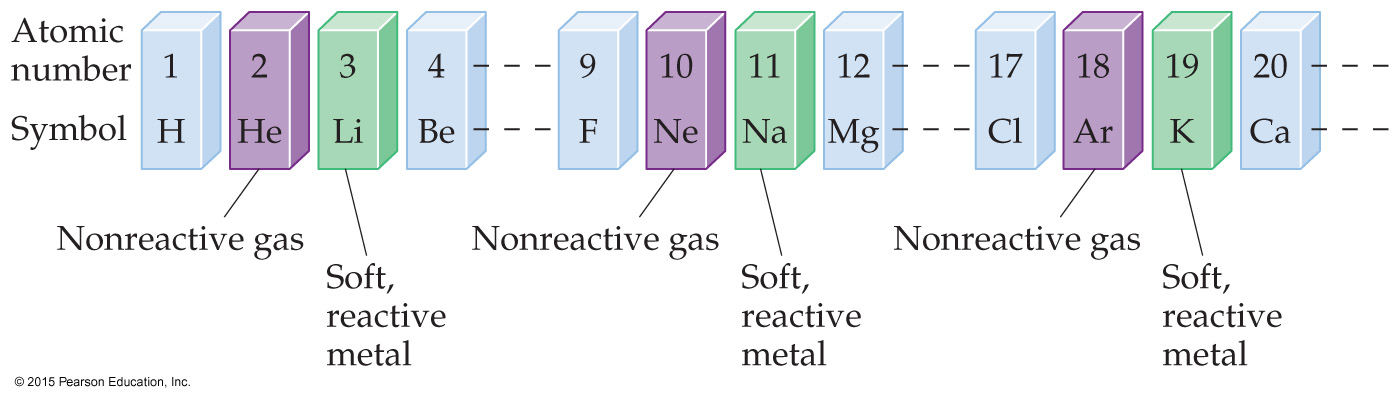 Atomic
number 1 2 3 4 9 10 11 12 17 18 19 20
Symbol H He Li Be F Ne Na Mg Cl Ar K Ca
Nonreactive gas Nonreactive gas Nonreactive gas
Soft, Soft, Soft,
reactive reactive reactive
metal metal metal
© 2015 Pearson Education, Inc.